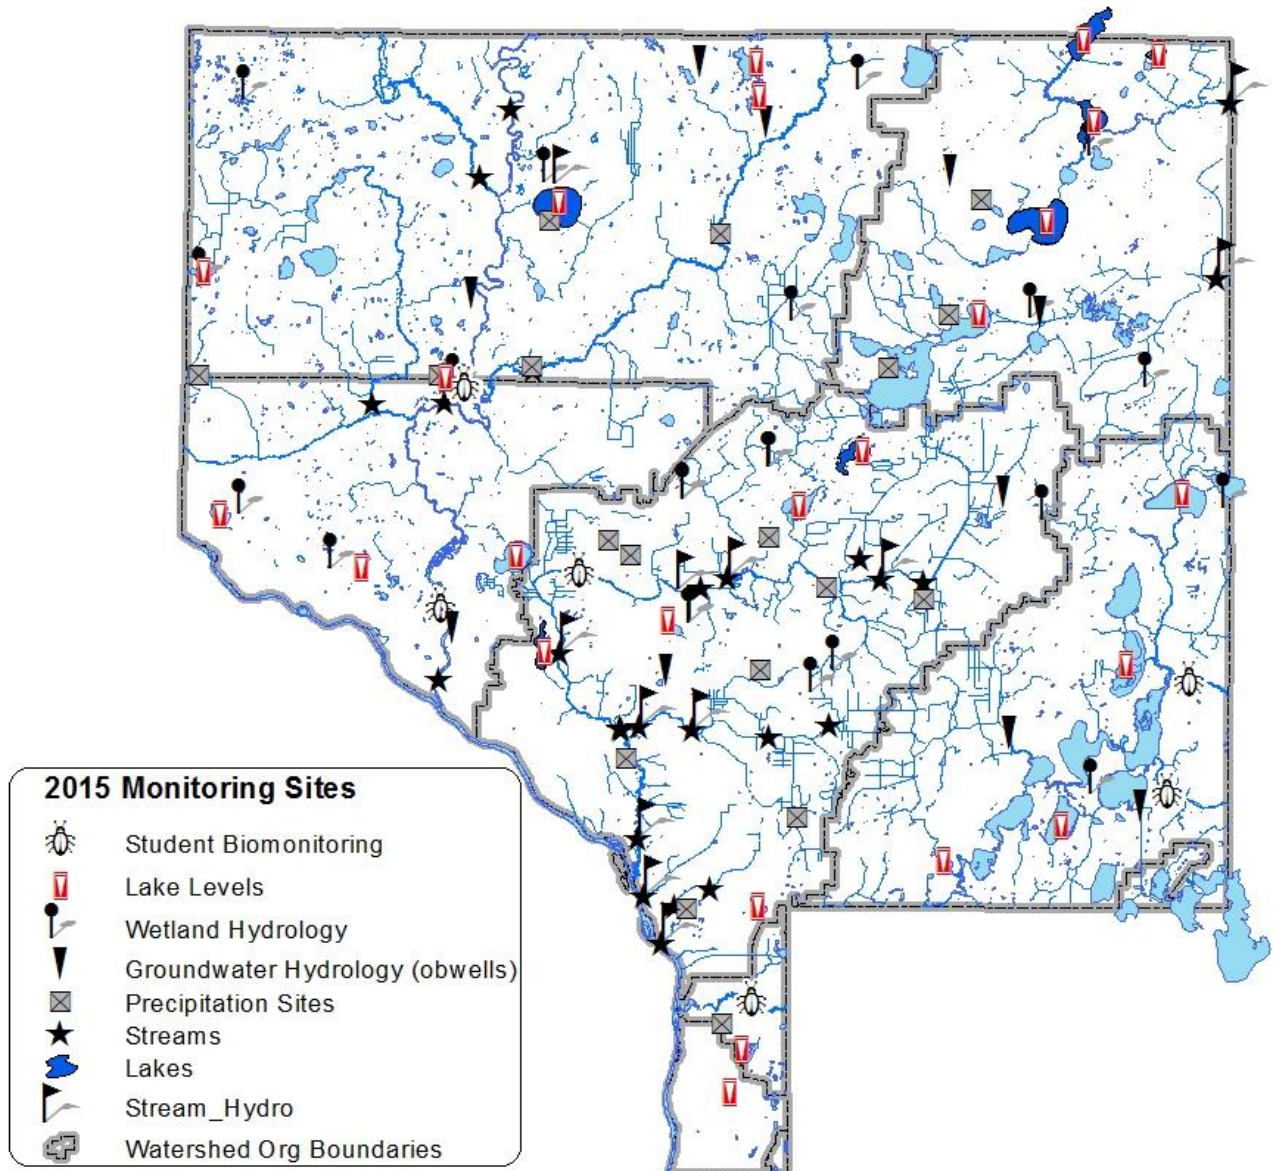 2015 Monitoring Sites
Student Biomonitoring
Lake Levels
Wetland Hydrology
Groundwater Hydrology (obwells)
Precipitation Sites
Streams
Lakes
Stream_Hydro
Watershed Org Boundaries